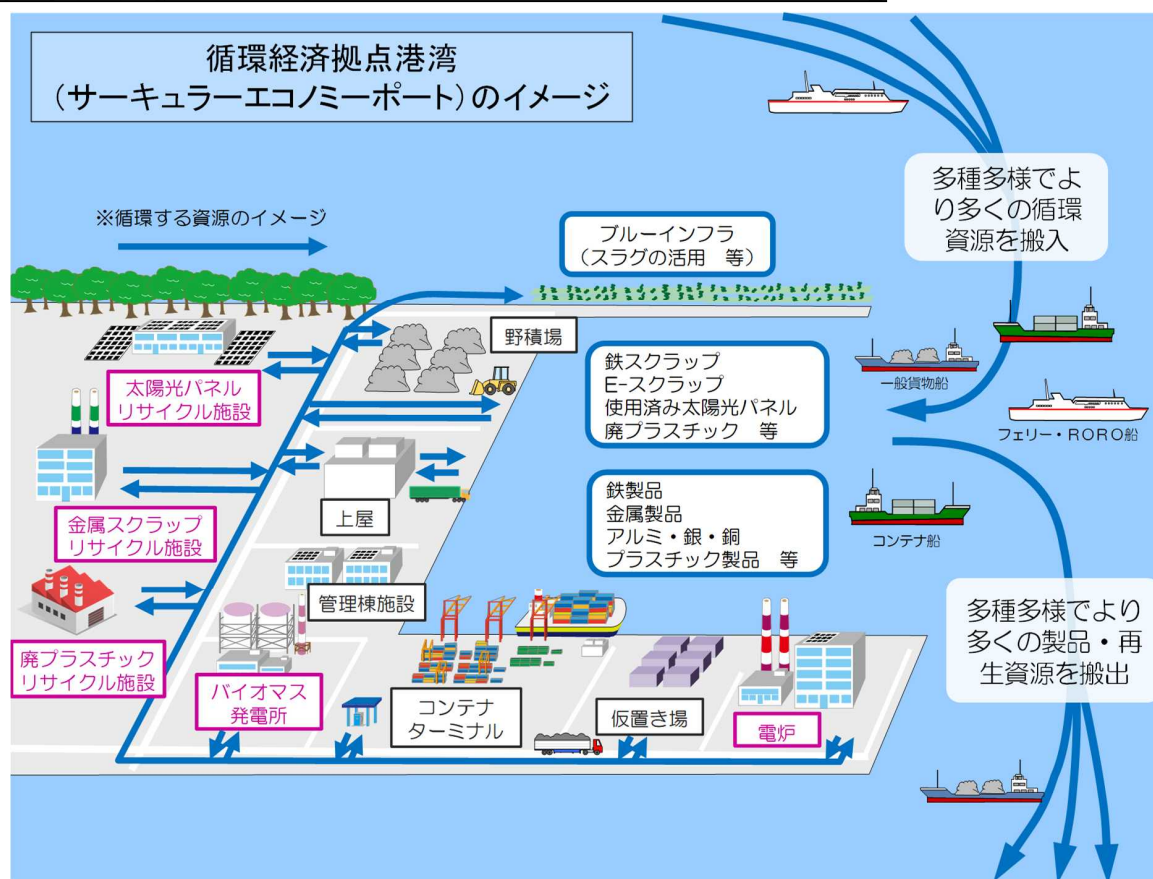 循環経済拠点港湾
（サーキュラーエコノミーポート）のイメージ
多種多様でよ
り多くの循環
資源を搬入
※循環する資源のイメージ
ブルーインフラ
（スラグの活用　等）
野積場
太陽光パネル
リサイクル施設
鉄スクラップ
E-スクラップ
使用済み太陽光パネル
廃プラスチック　等
一般貨物船
フェリー・RORO船
金属スクラップ
リサイクル施設
上屋
鉄製品
金属製品
アルミ・銀・銅
プラスチック製品　等
コンテナ船
管理棟施設
多種多様でより
多くの製品・再
生資源を搬出
廃プラスチック
リサイクル施設
バイオマス
発電所
コンテナ
ターミナル
仮置き場
電炉